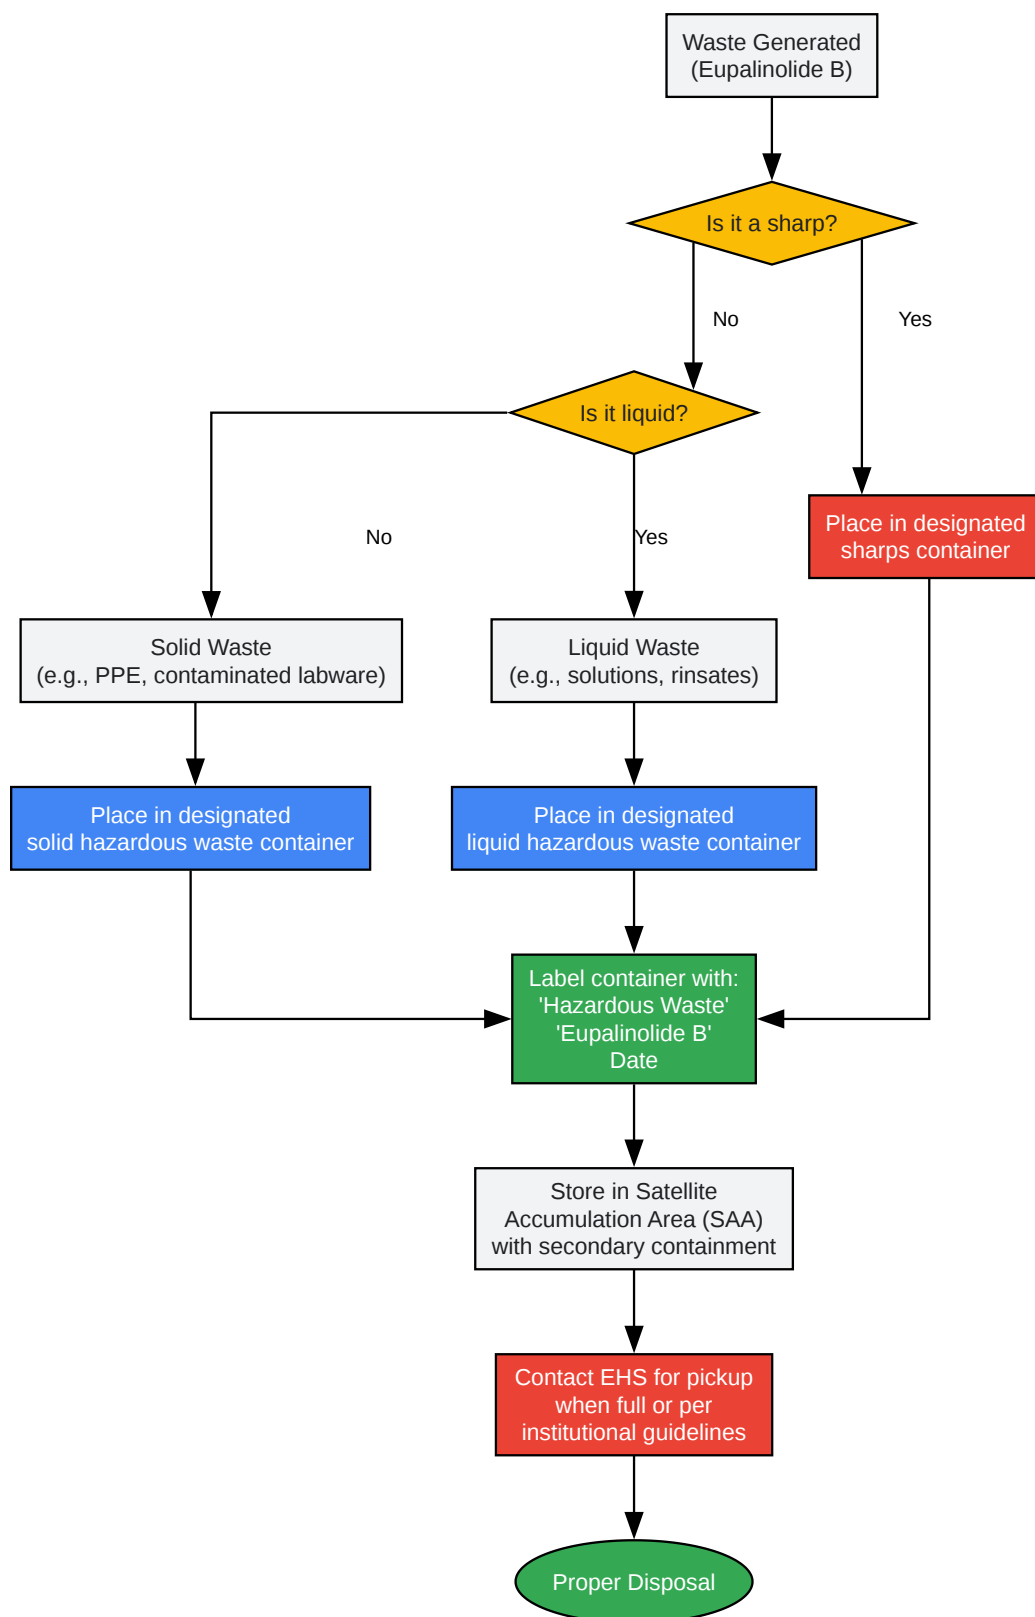 Waste Generated
(Eupalinolide B)
Is it a sharp?
No
Yes
Is it liquid?
Place in designated
sharps container
No
Yes
Solid Waste
(e.g., PPE, contaminated labware)
Liquid Waste
(e.g., solutions, rinsates)
Place in designated
solid hazardous waste container
Place in designated
liquid hazardous waste container
Label container with:
'Hazardous Waste'
'Eupalinolide B'
Date
Store in Satellite
Accumulation Area (SAA)
with secondary containment
Contact EHS for pickup
when full or per
institutional guidelines
Proper Disposal